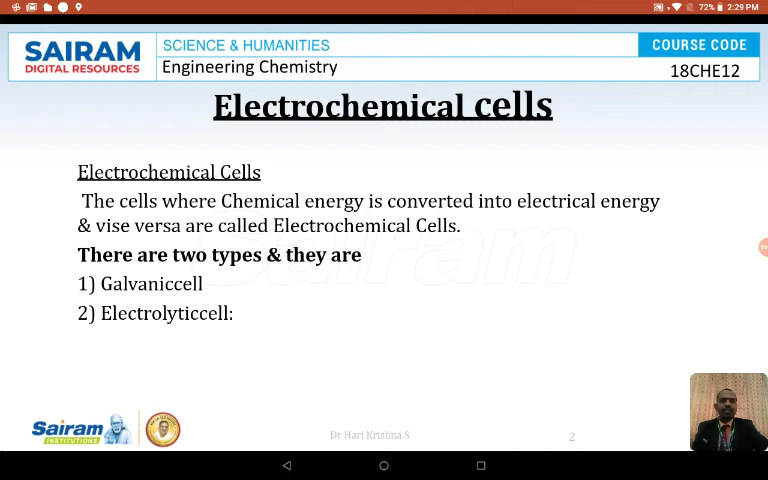 72% 2:29 PM
SAIRAM
DIGITAL RESOURCES
SCIENCE & HUMANITIES
Engineering Chemistry
COURSE CODE
18CHE12
Electrochemical cells
Electrochemical Cells
The cells where Chemical energy is converted into electrical energy
& vise versa are called Electrochemical Cells.
There are two types & they are
1) Galvaniccell
2) Electrolyticcell:
Sairam
Sairam
INSTITUTIONS
Dr Hari Krishna S
2